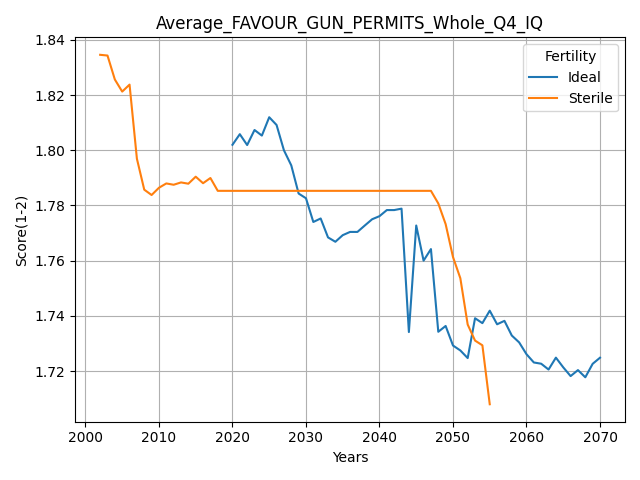 Average_FAVOUR_GUN_PERMITS_Whole_Q4_IQ
Fertility
Ideal
Sterile
Score(1-2)
1.84
1.82
1.80
1.78
1.76
1.74
1.72
2000 2010 2020 2030 2040 2050 2060 2070
Years